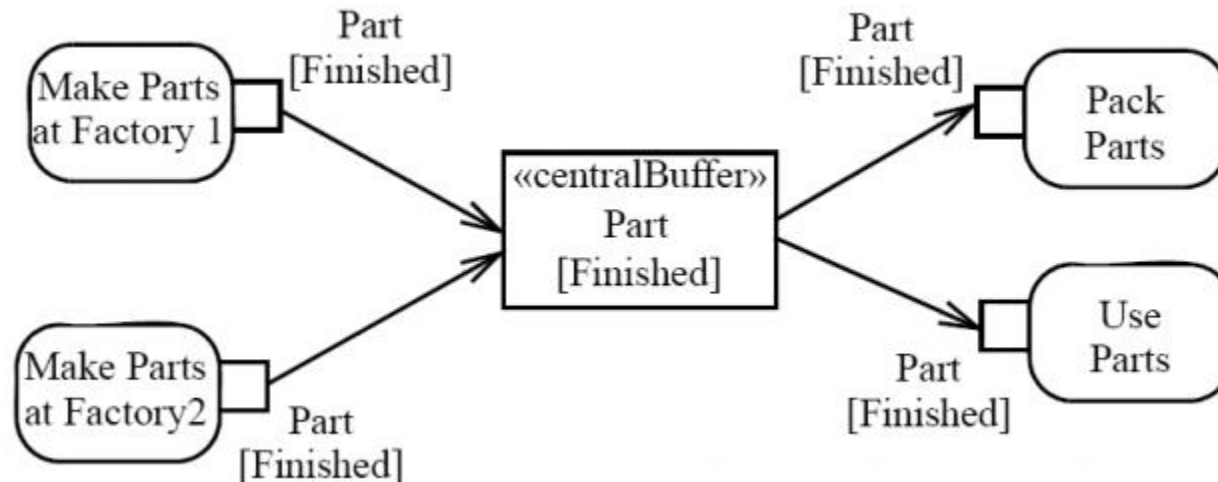 Part
[Finished]
Make Parts
at Factory 1
Part
[Finished]
Pack
Parts
«centralBuffer»
Part
[Finished]
Make Parts
at Factory2
Part
[Finished]
Use
Parts
Part
[Finished]